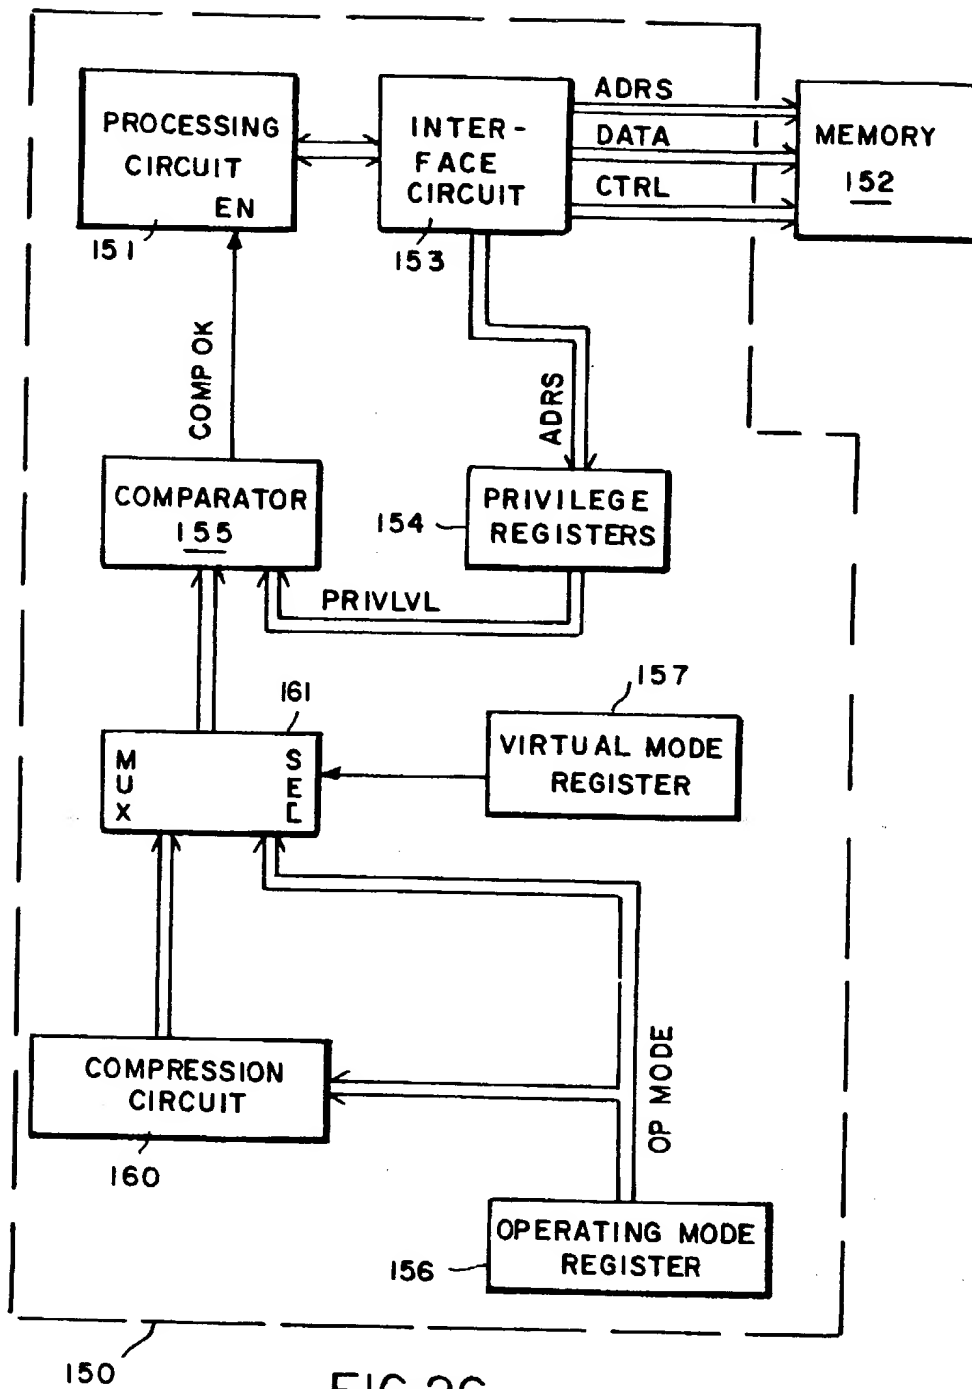 ADRS
DATA
CTRL
PROCESSING
CIRCUIT
EN
151
INTER-
FACE
CIRCUIT
153
MEMORY
152
COMP OK
ADRS
COMPARATOR
155
154
PRIVILEGE
REGISTERS
PRIVLVL
161
157
MUX
SEL
VIRTUAL MODE
REGISTER
COMPRESSION
CIRCUIT
160
OP MODE
OPERATING MODE
REGISTER
156
150